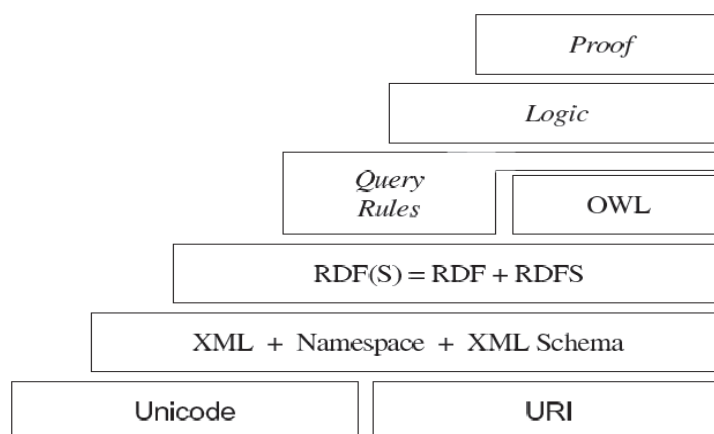 Proof
Logic
Query
Rules
OWL
RDF(S) = RDF + RDFS
XML + Namespace + XML Schema
Unicode
URI